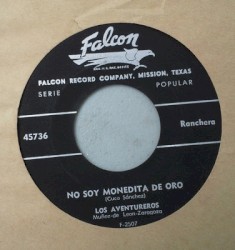 Falcon
FALCON RECORD COMPANY, MISSION, TEXAS
SERIE POPULAR
45736 Ranchera
NO SOY MONEDITA DE ORO
(Cuco Sánchez)
LOS AVENTUREROS
Muñoz-de Leon-Zaragoza
F-2507